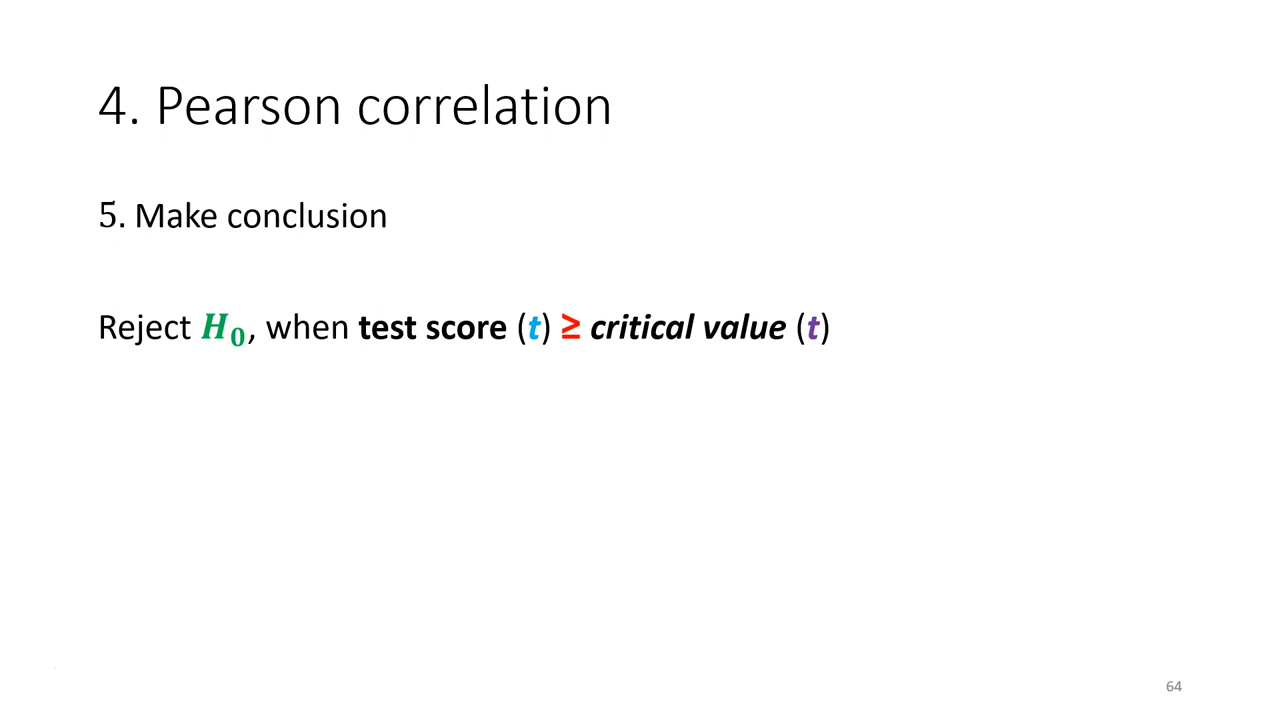 4. Pearson correlation
5. Make conclusion
Reject H₀, when test score (t) ≥ critical value (t)
64